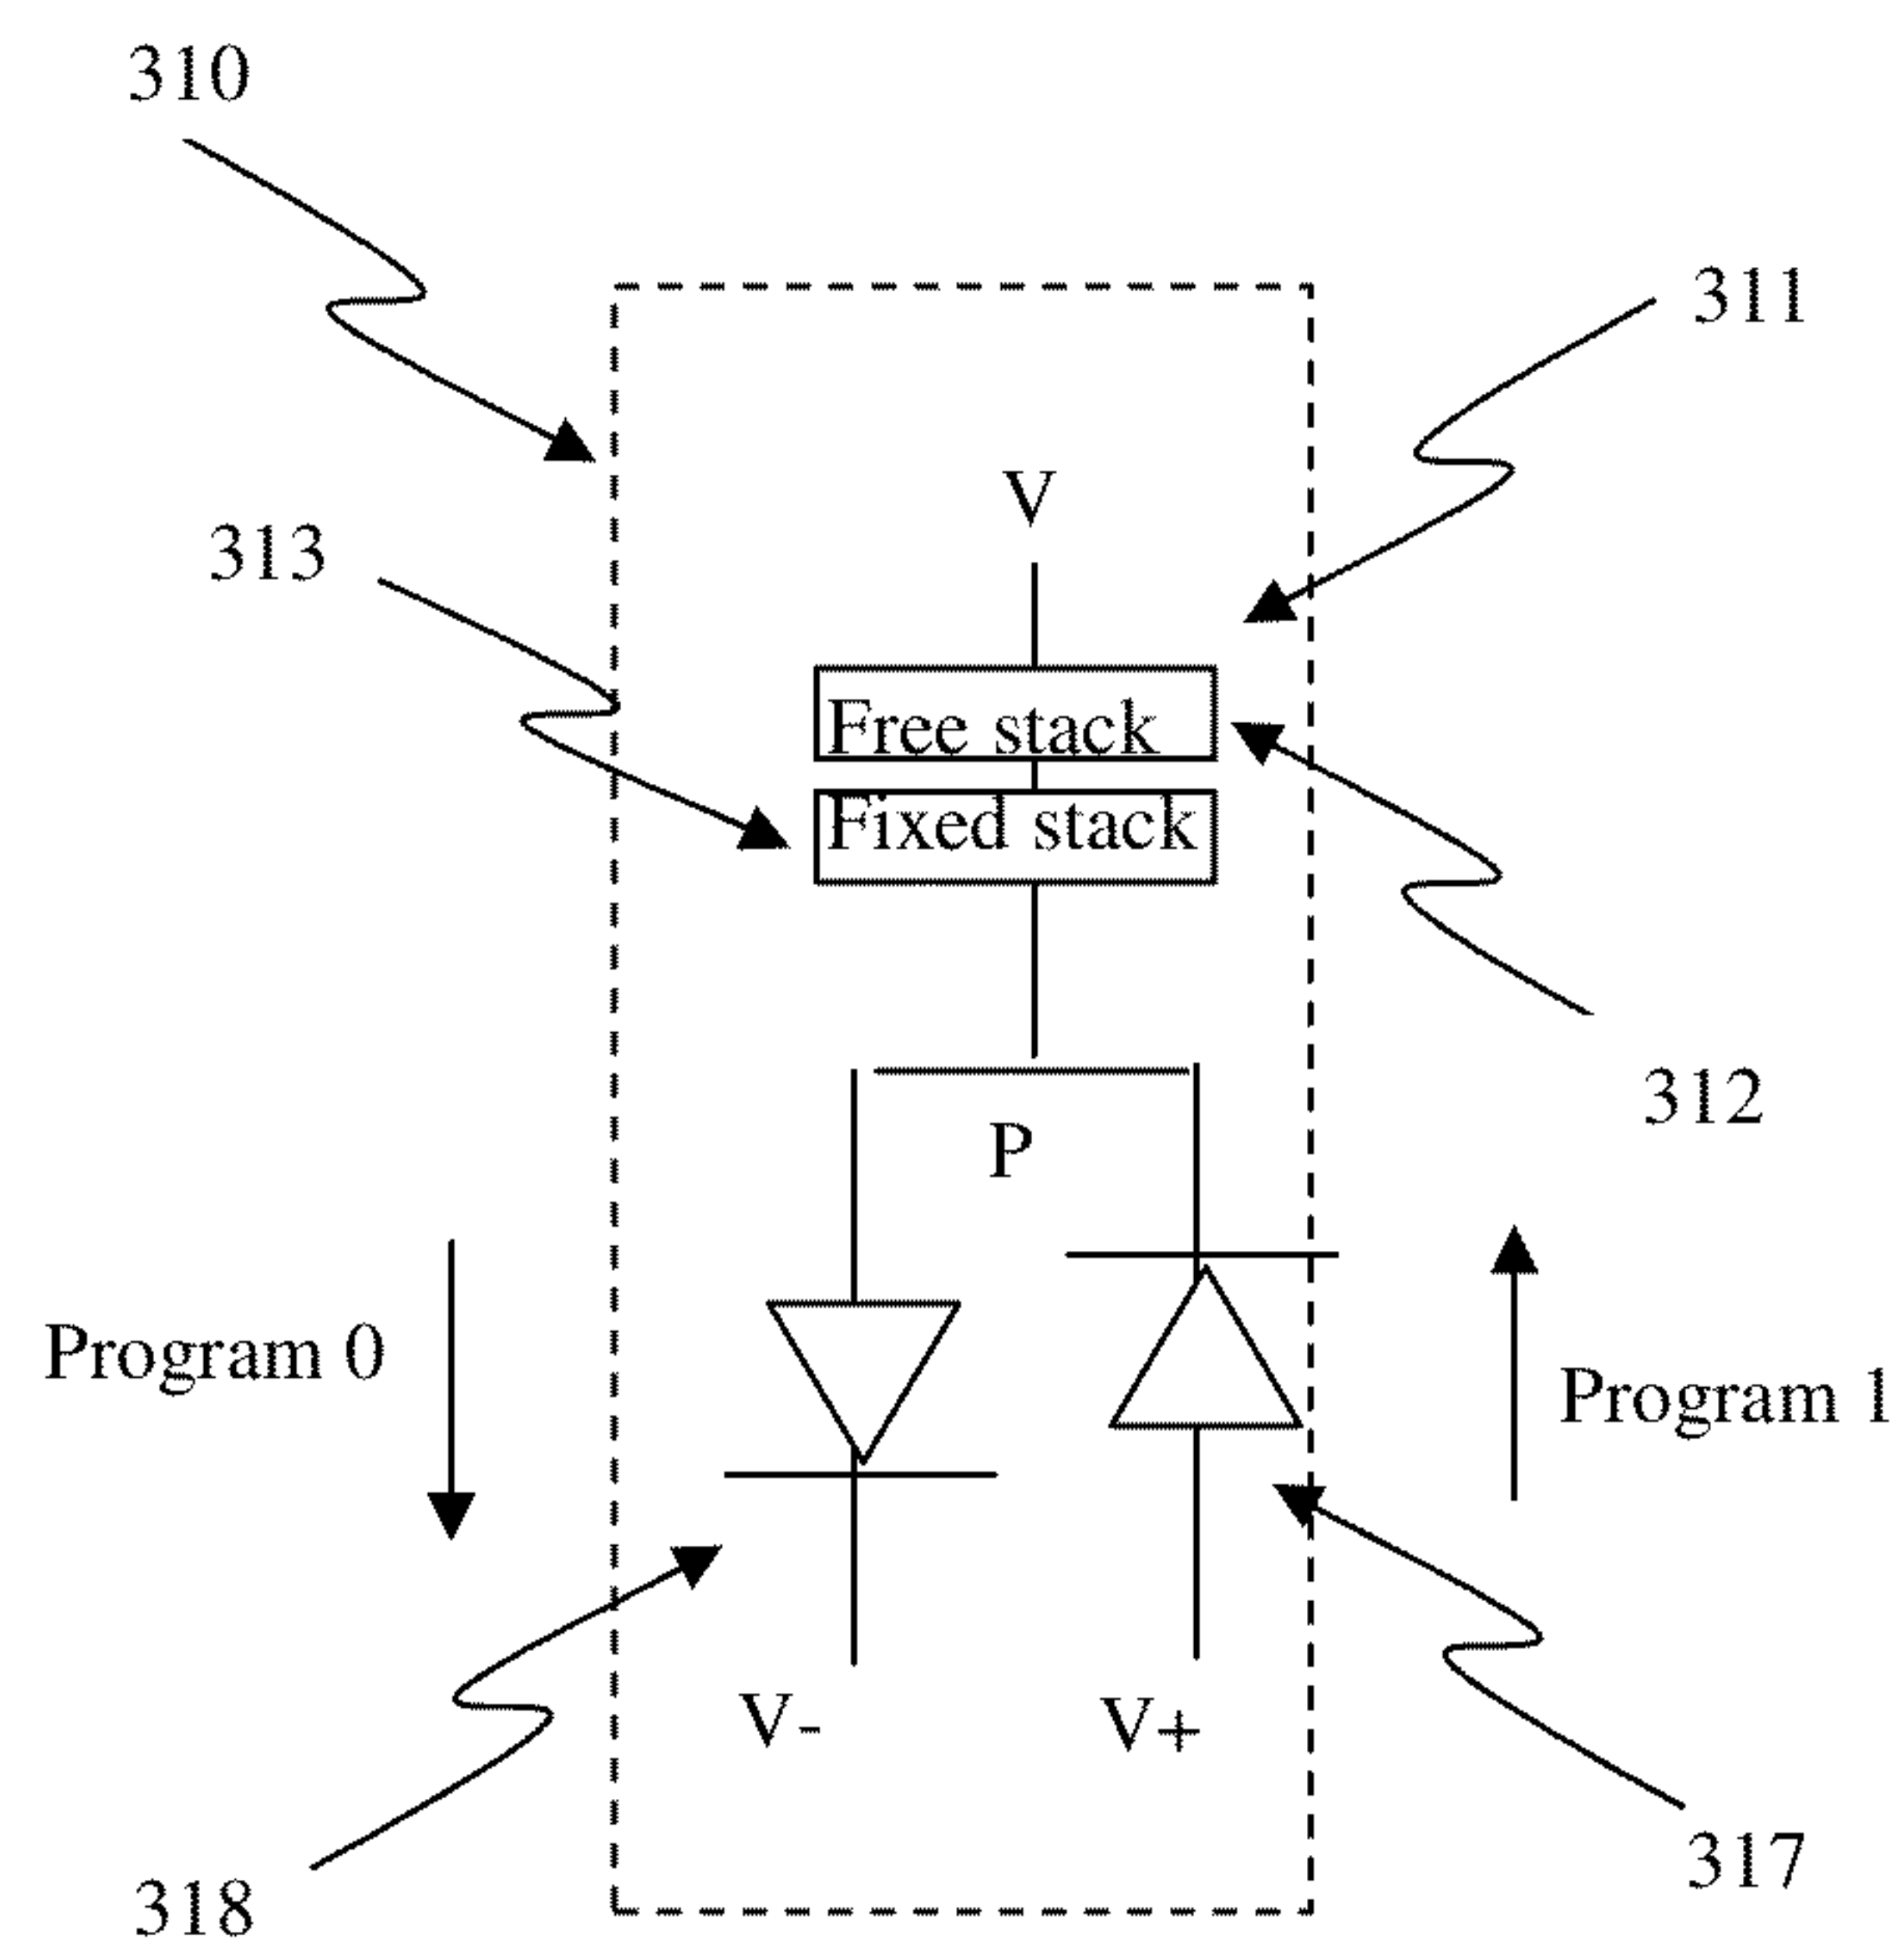 310
311
V
313
Free stack
Fixed stack
312
P
Program 0
Program 1
V-
V+
317
318